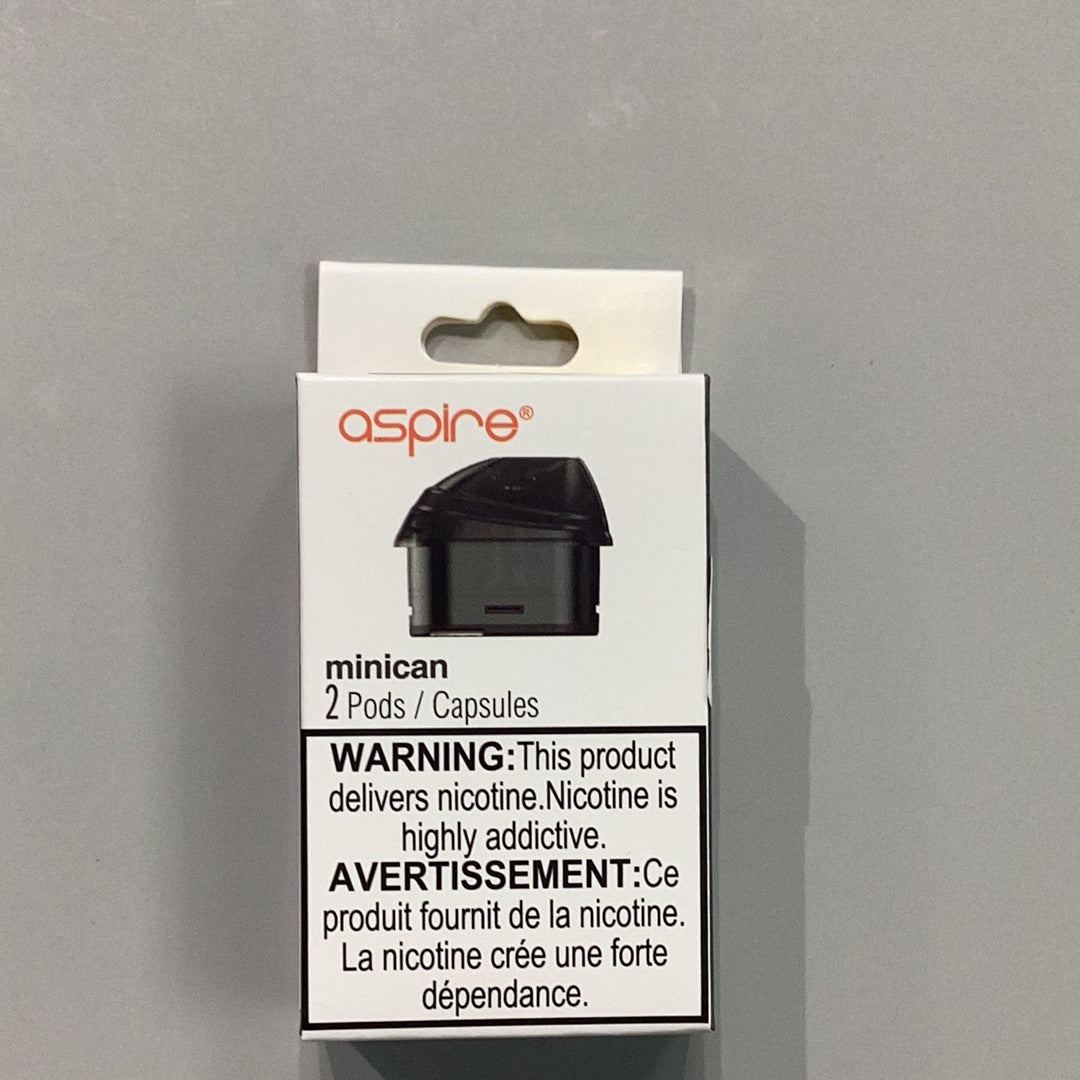 aspire®
minican
2 Pods / Capsules
WARNING:This product
delivers nicotine.Nicotine is
highly addictive.
AVERTISSEMENT:Ce
produit fournit de la nicotine.
La nicotine crée une forte
dépendance.